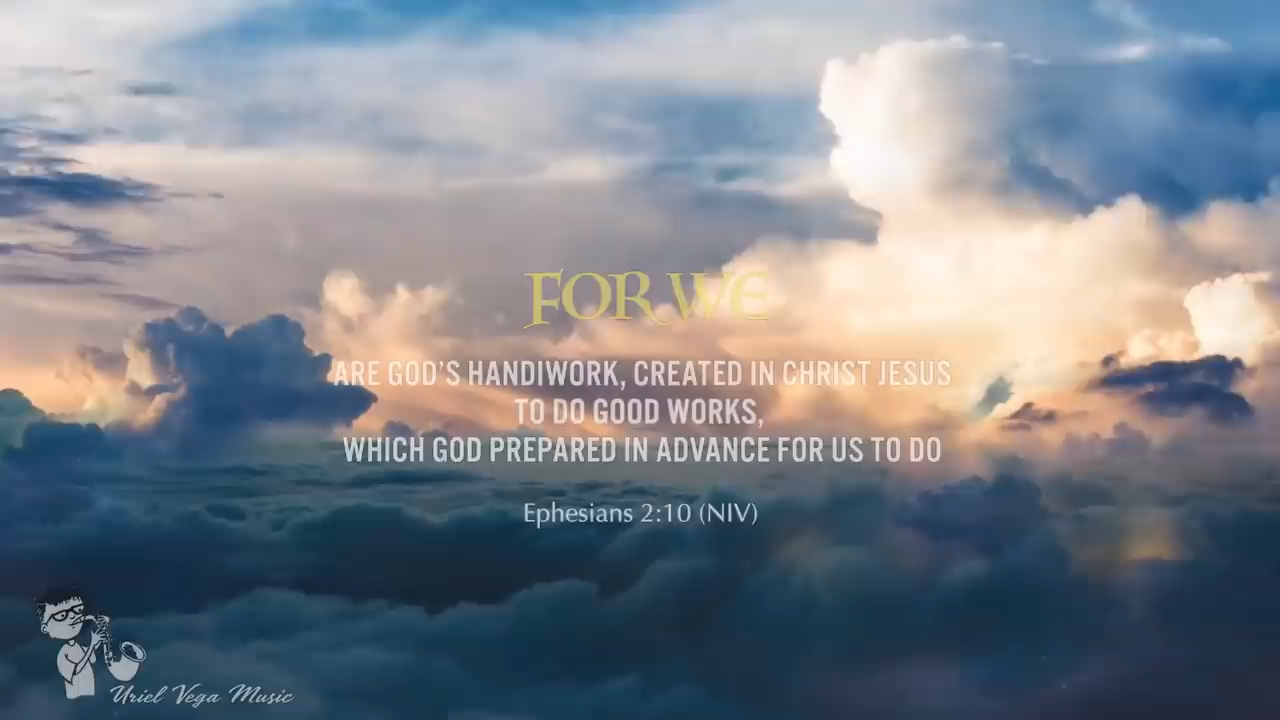 FOR WE
ARE GOD'S HANDIWORK, CREATED IN CHRIST JESUS
TO DO GOOD WORKS,
WHICH GOD PREPARED IN ADVANCE FOR US TO DO
Ephesians 2:10 (NIV)
Uriel Vega Music